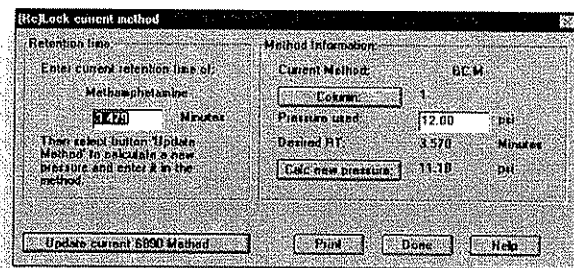 [Re]Lock current method
Retention time:
Enter current retention time of:
Methamphetamine
3.479 Minutes
Then select button 'Update
Method' to calculate a new
pressure and enter it in the
method.
Update current 6890 Method
Method Information:
Current Method: BC.M
Column: 1
Pressure used: 12.00 psi
Desired RT: 3.570 Minutes
Calc new pressure: 11.18 psi
Print Done Help